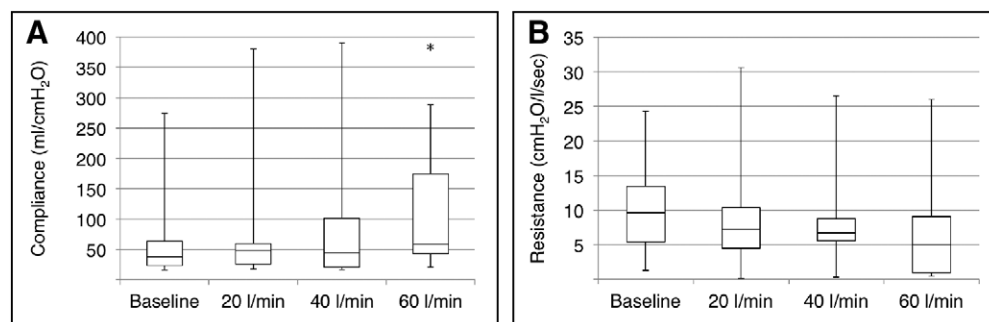 A
Compliance (ml/cmH₂O)
400
350
300
250
200
150
100
50
*
Baseline 20 l/min 40 l/min 60 l/min
B
Resistance (cmH₂O/l/sec)
35
30
25
20
15
10
5
Baseline 20 l/min 40 l/min 60 l/min